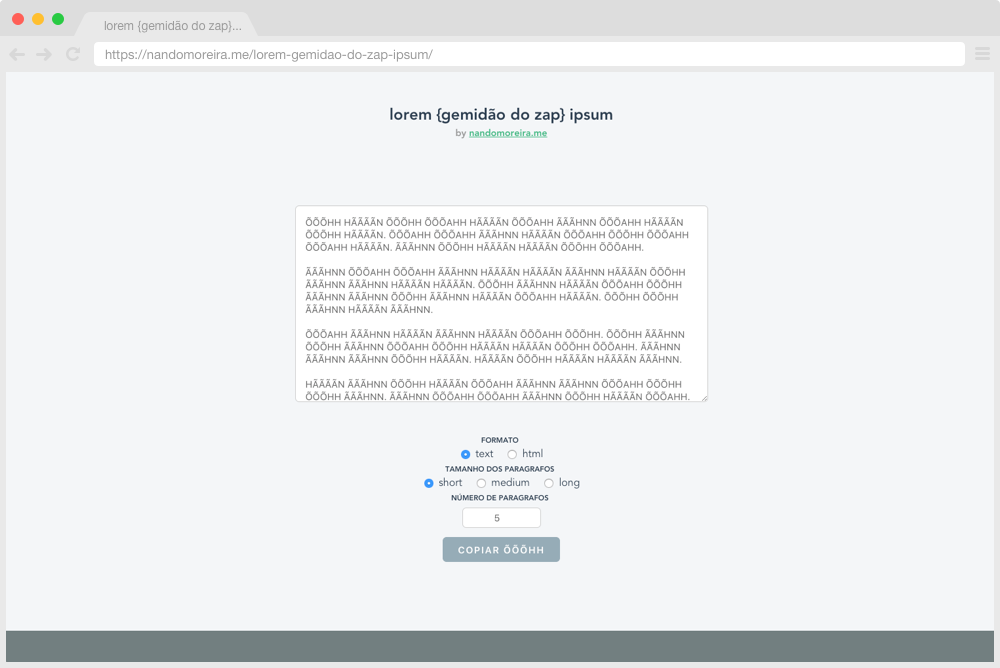 lorem {gemidão do zap}...
https://nandomoreira.me/lorem-gemidao-do-zap-ipsum/
lorem {gemidão do zap} ipsum
by nandomoreira.me
ÕÕÕHH HÃÃÃÃN ÕÕÕHH ÕÕÕAHH HÃÃÃÃN ÕÕÕAHH ÃÃÃHNN ÕÕÕAHH HÃÃÃÃN
ÕÕÕHH HÃÃÃÃN. ÕÕÕAHH ÕÕÕAHH ÃÃÃHNN HÃÃÃÃN ÕÕÕAHH ÕÕÕHH ÕÕÕAHH
ÕÕÕAHH HÃÃÃÃN. ÃÃÃHNN ÕÕÕHH HÃÃÃÃN HÃÃÃÃN ÕÕÕHH ÕÕÕAHH.
ÃÃÃHNN ÕÕÕAHH ÕÕÕAHH ÃÃÃHNN HÃÃÃÃN HÃÃÃÃN ÃÃÃHNN HÃÃÃÃN ÕÕÕHH
ÃÃÃHNN ÃÃÃHNN HÃÃÃÃN HÃÃÃÃN. ÕÕÕHH ÃÃÃHNN HÃÃÃÃN ÕÕÕAHH ÕÕÕHH
ÃÃÃHNN ÃÃÃHNN ÕÕÕHH ÃÃÃHNN HÃÃÃÃN ÕÕÕAHH HÃÃÃÃN. ÕÕÕHH ÕÕÕHH
ÃÃÃHNN HÃÃÃÃN ÃÃÃHNN.
ÕÕÕAHH ÃÃÃHNN HÃÃÃÃN ÃÃÃHNN HÃÃÃÃN ÕÕÕAHH ÕÕÕHH. ÕÕÕHH ÃÃÃHNN
ÕÕÕHH ÃÃÃHNN ÕÕÕAHH ÕÕÕHH HÃÃÃÃN HÃÃÃÃN ÕÕÕHH ÕÕÕAHH. ÃÃÃHNN
ÃÃÃHNN ÃÃÃHNN ÕÕÕHH HÃÃÃÃN. HÃÃÃÃN ÕÕÕHH HÃÃÃÃN HÃÃÃÃN ÃÃÃHNN.
HÃÃÃÃN ÃÃÃHNN ÕÕÕHH HÃÃÃÃN ÕÕÕAHH ÃÃÃHNN ÃÃÃHNN ÕÕÕAHH ÕÕÕHH
ÕÕÕHH ÃÃÃHNN. ÃÃÃHNN ÕÕÕAHH ÕÕÕAHH ÃÃÃHNN ÕÕÕHH HÃÃÃÃN ÕÕÕAHH.
FORMATO
text html
TAMANHO DOS PARAGRAFOS
short medium long
NÚMERO DE PARAGRAFOS
5
COPIAR ÕÕÕHH